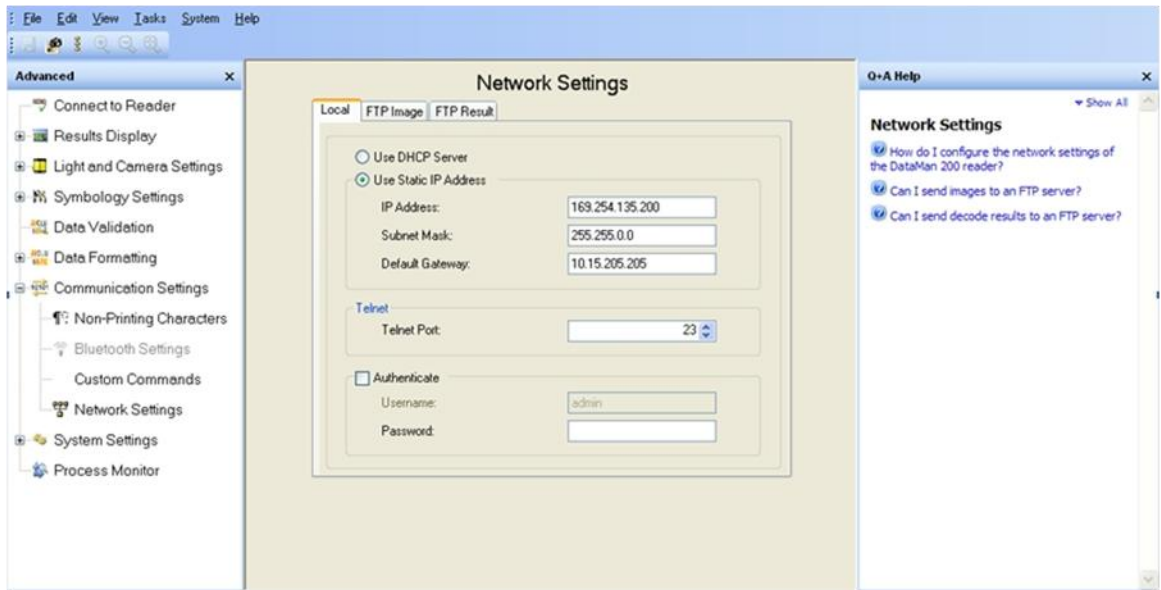 File Edit View Tasks System Help
Advanced x
Connect to Reader
Results Display
Light and Camera Settings
Symbology Settings
Data Validation
Data Formatting
Communication Settings
Non-Printing Characters
Bluetooth Settings
Custom Commands
Network Settings
System Settings
Process Monitor
Network Settings
Local FTP Image FTP Result
Use DHCP Server
Use Static IP Address
IP Address: 169.254.135.200
Subnet Mask: 255.255.0.0
Default Gateway: 10.15.205.205
Telnet
Telnet Port: 23
Authenticate
Username: admin
Password:
Q+A Help x
Show All
Network Settings
How do I configure the network settings of
the DataMan 200 reader?
Can I send images to an FTP server?
Can I send decode results to an FTP server?